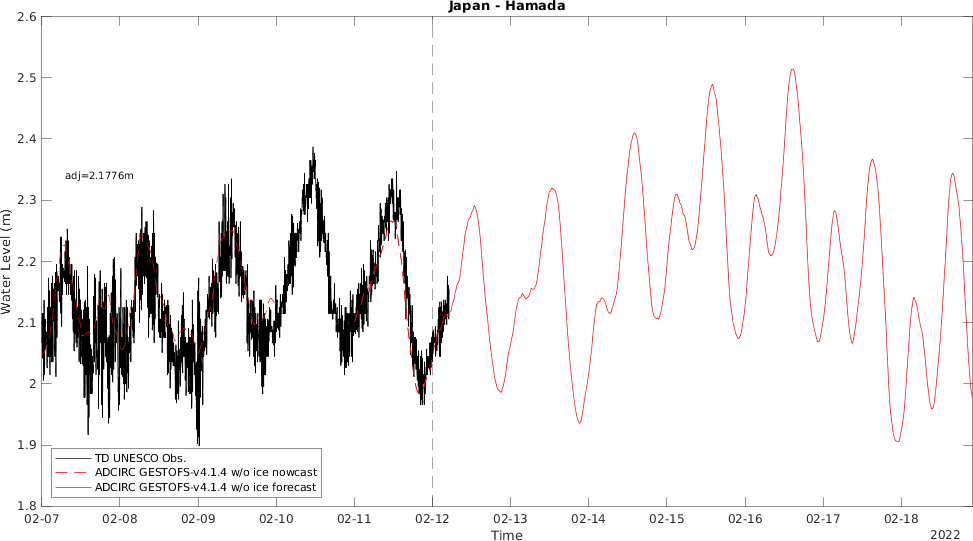 Japan - Hamada
2.6
2.5
2.4
2.3
2.2
2.1
2
1.9
1.8
Water Level (m)
adj=2.1776m
TD UNESCO Obs.
ADCIRC GESTOFS-v4.1.4 w/o ice nowcast
ADCIRC GESTOFS-v4.1.4 w/o ice forecast
02-07 02-08 02-09 02-10 02-11 02-12 02-13 02-14 02-15 02-16 02-17 02-18
Time
2022